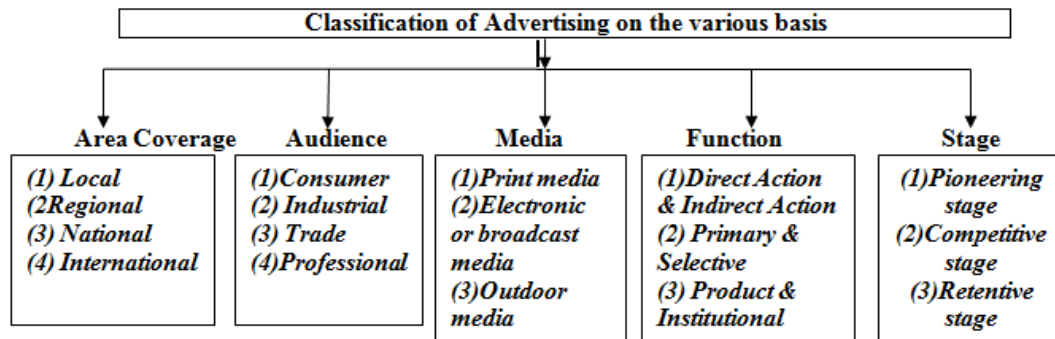 Classification of Advertising on the various basis
Area Coverage
(1) Local
(2Regional
(3) National
(4) International
Audience
(1)Consumer
(2) Industrial
(3) Trade
(4)Professional
Media
(1)Print media
(2)Electronic
or broadcast
media
(3)Outdoor
media
Function
(1)Direct Action
& Indirect Action
(2) Primary &
Selective
(3) Product &
Institutional
Stage
(1)Pioneering
stage
(2)Competitive
stage
(3)Retentive
stage